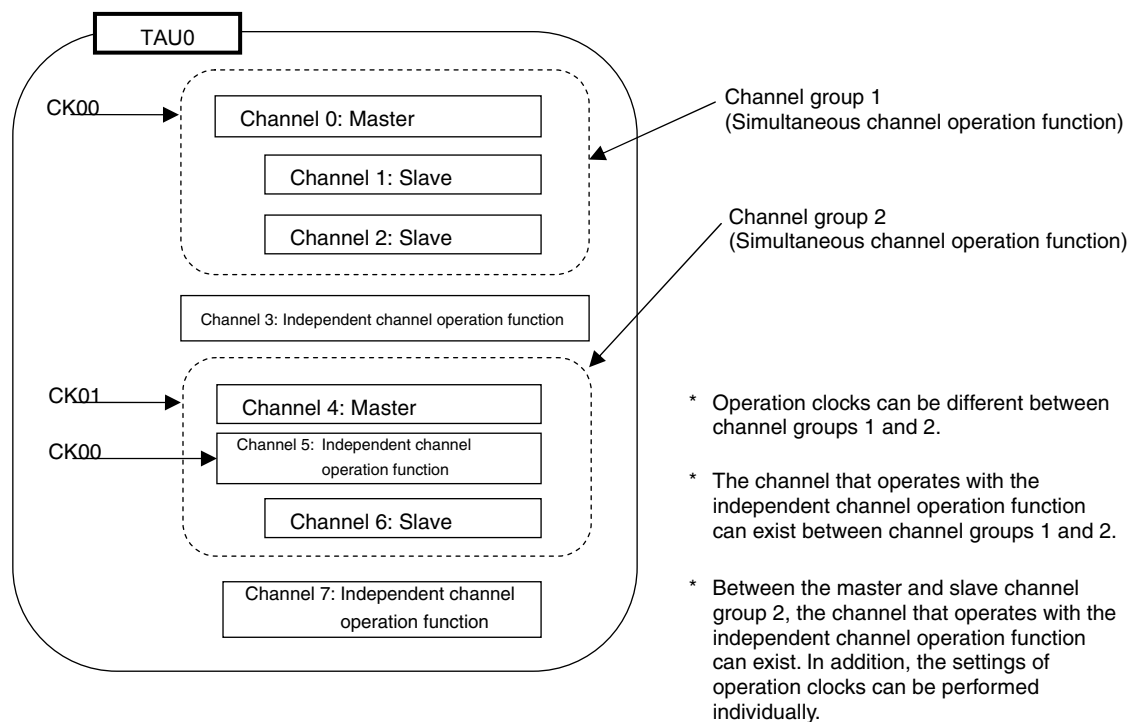 TAU0
CK00
Channel 0: Master
Channel 1: Slave
Channel 2: Slave
Channel group 1
(Simultaneous channel operation function)
Channel group 2
(Simultaneous channel operation function)
Channel 3: Independent channel operation function
CK01
Channel 4: Master
CK00
Channel 5: Independent channel
operation function
Channel 6: Slave
Channel 7: Independent channel
operation function
* Operation clocks can be different between
channel groups 1 and 2.
* The channel that operates with the
independent channel operation function
can exist between channel groups 1 and 2.
* Between the master and slave channel
group 2, the channel that operates with the
independent channel operation function
can exist. In addition, the settings of
operation clocks can be performed
individually.